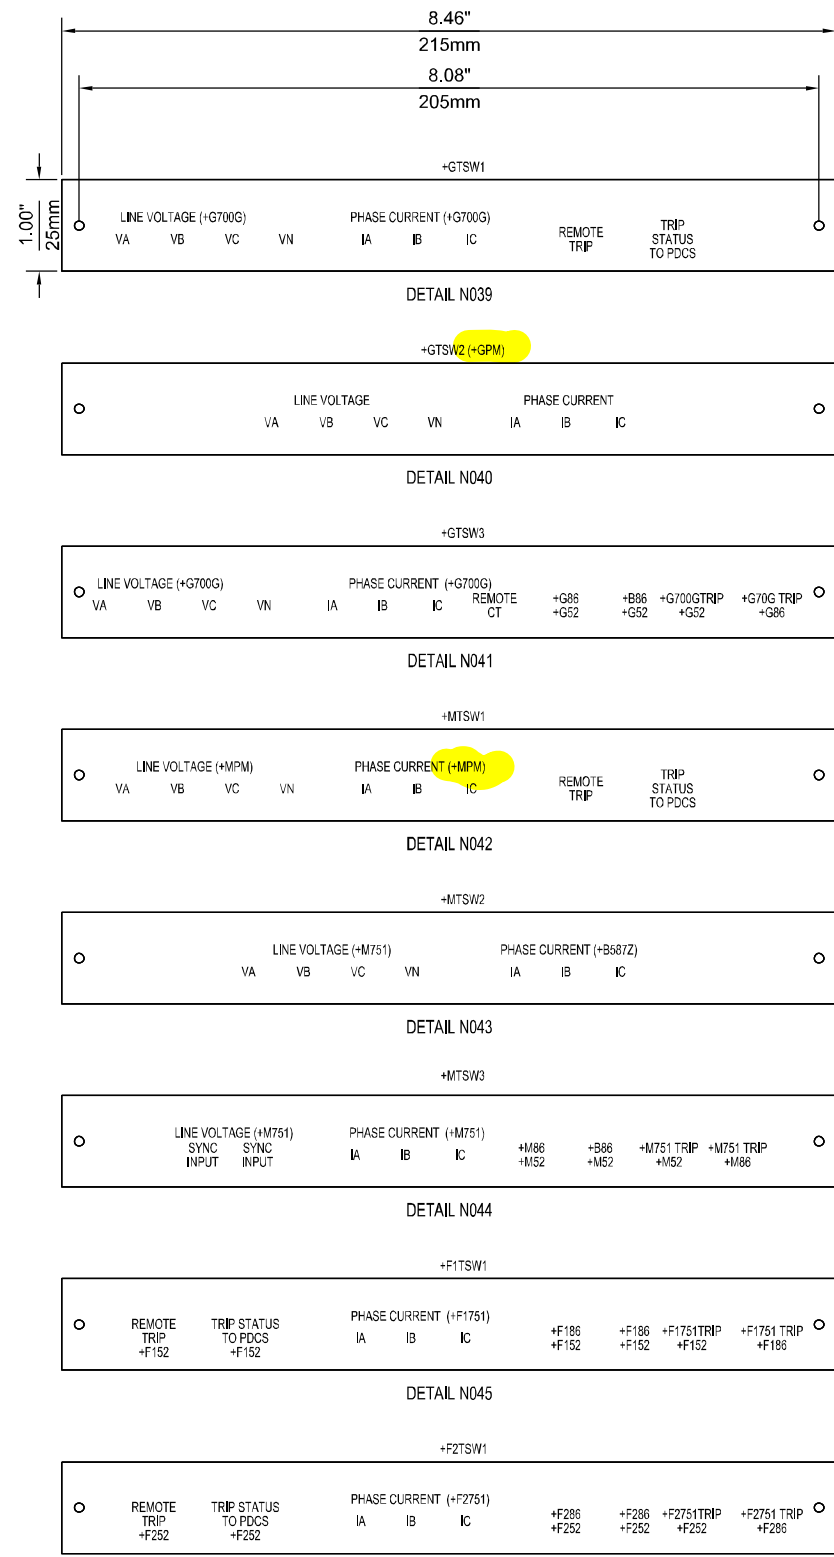 8.46"
215mm
8.08"
205mm
1.00"
25mm
+GTSW1
LINE VOLTAGE (+G700G) PHASE CURRENT (+G700G)
VA VB VC VN IA IB IC REMOTE TRIP TRIP STATUS TO PDCS
DETAIL N039
+GTSW2 (+GPM)
LINE VOLTAGE PHASE CURRENT
VA VB VC VN IA IB IC
DETAIL N040
+GTSW3
LINE VOLTAGE (+G700G) PHASE CURRENT (+G700G)
VA VB VC VN IA IB IC REMOTE +G86 +B86 +G700GTRIP +G70G TRIP
CT +G52 +G52 +G52 +G86
DETAIL N041
+MTSW1
LINE VOLTAGE (+MPM) PHASE CURRENT (+MPM)
VA VB VC VN IA IB IC REMOTE TRIP TRIP STATUS TO PDCS
DETAIL N042
+MTSW2
LINE VOLTAGE (+M751) PHASE CURRENT (+B587Z)
VA VB VC VN IA IB IC
DETAIL N043
+MTSW3
LINE VOLTAGE (+M751) PHASE CURRENT (+M751)
SYNC SYNC IA IB IC +M86 +B86 +M751 TRIP +M751 TRIP
INPUT INPUT +M52 +M52 +M52 +M86
DETAIL N044
+F1TSW1
PHASE CURRENT (+F1751)
REMOTE TRIP STATUS IA IB IC +F186 +F186 +F1751TRIP +F1751 TRIP
TRIP TO PDCS +F152 +F152 +F152 +F186
+F152 +F152
DETAIL N045
+F2TSW1
PHASE CURRENT (+F2751)
REMOTE TRIP STATUS IA IB IC +F286 +F286 +F2751TRIP +F2751 TRIP
TRIP TO PDCS +F252 +F252 +F252 +F286
+F252 +F252